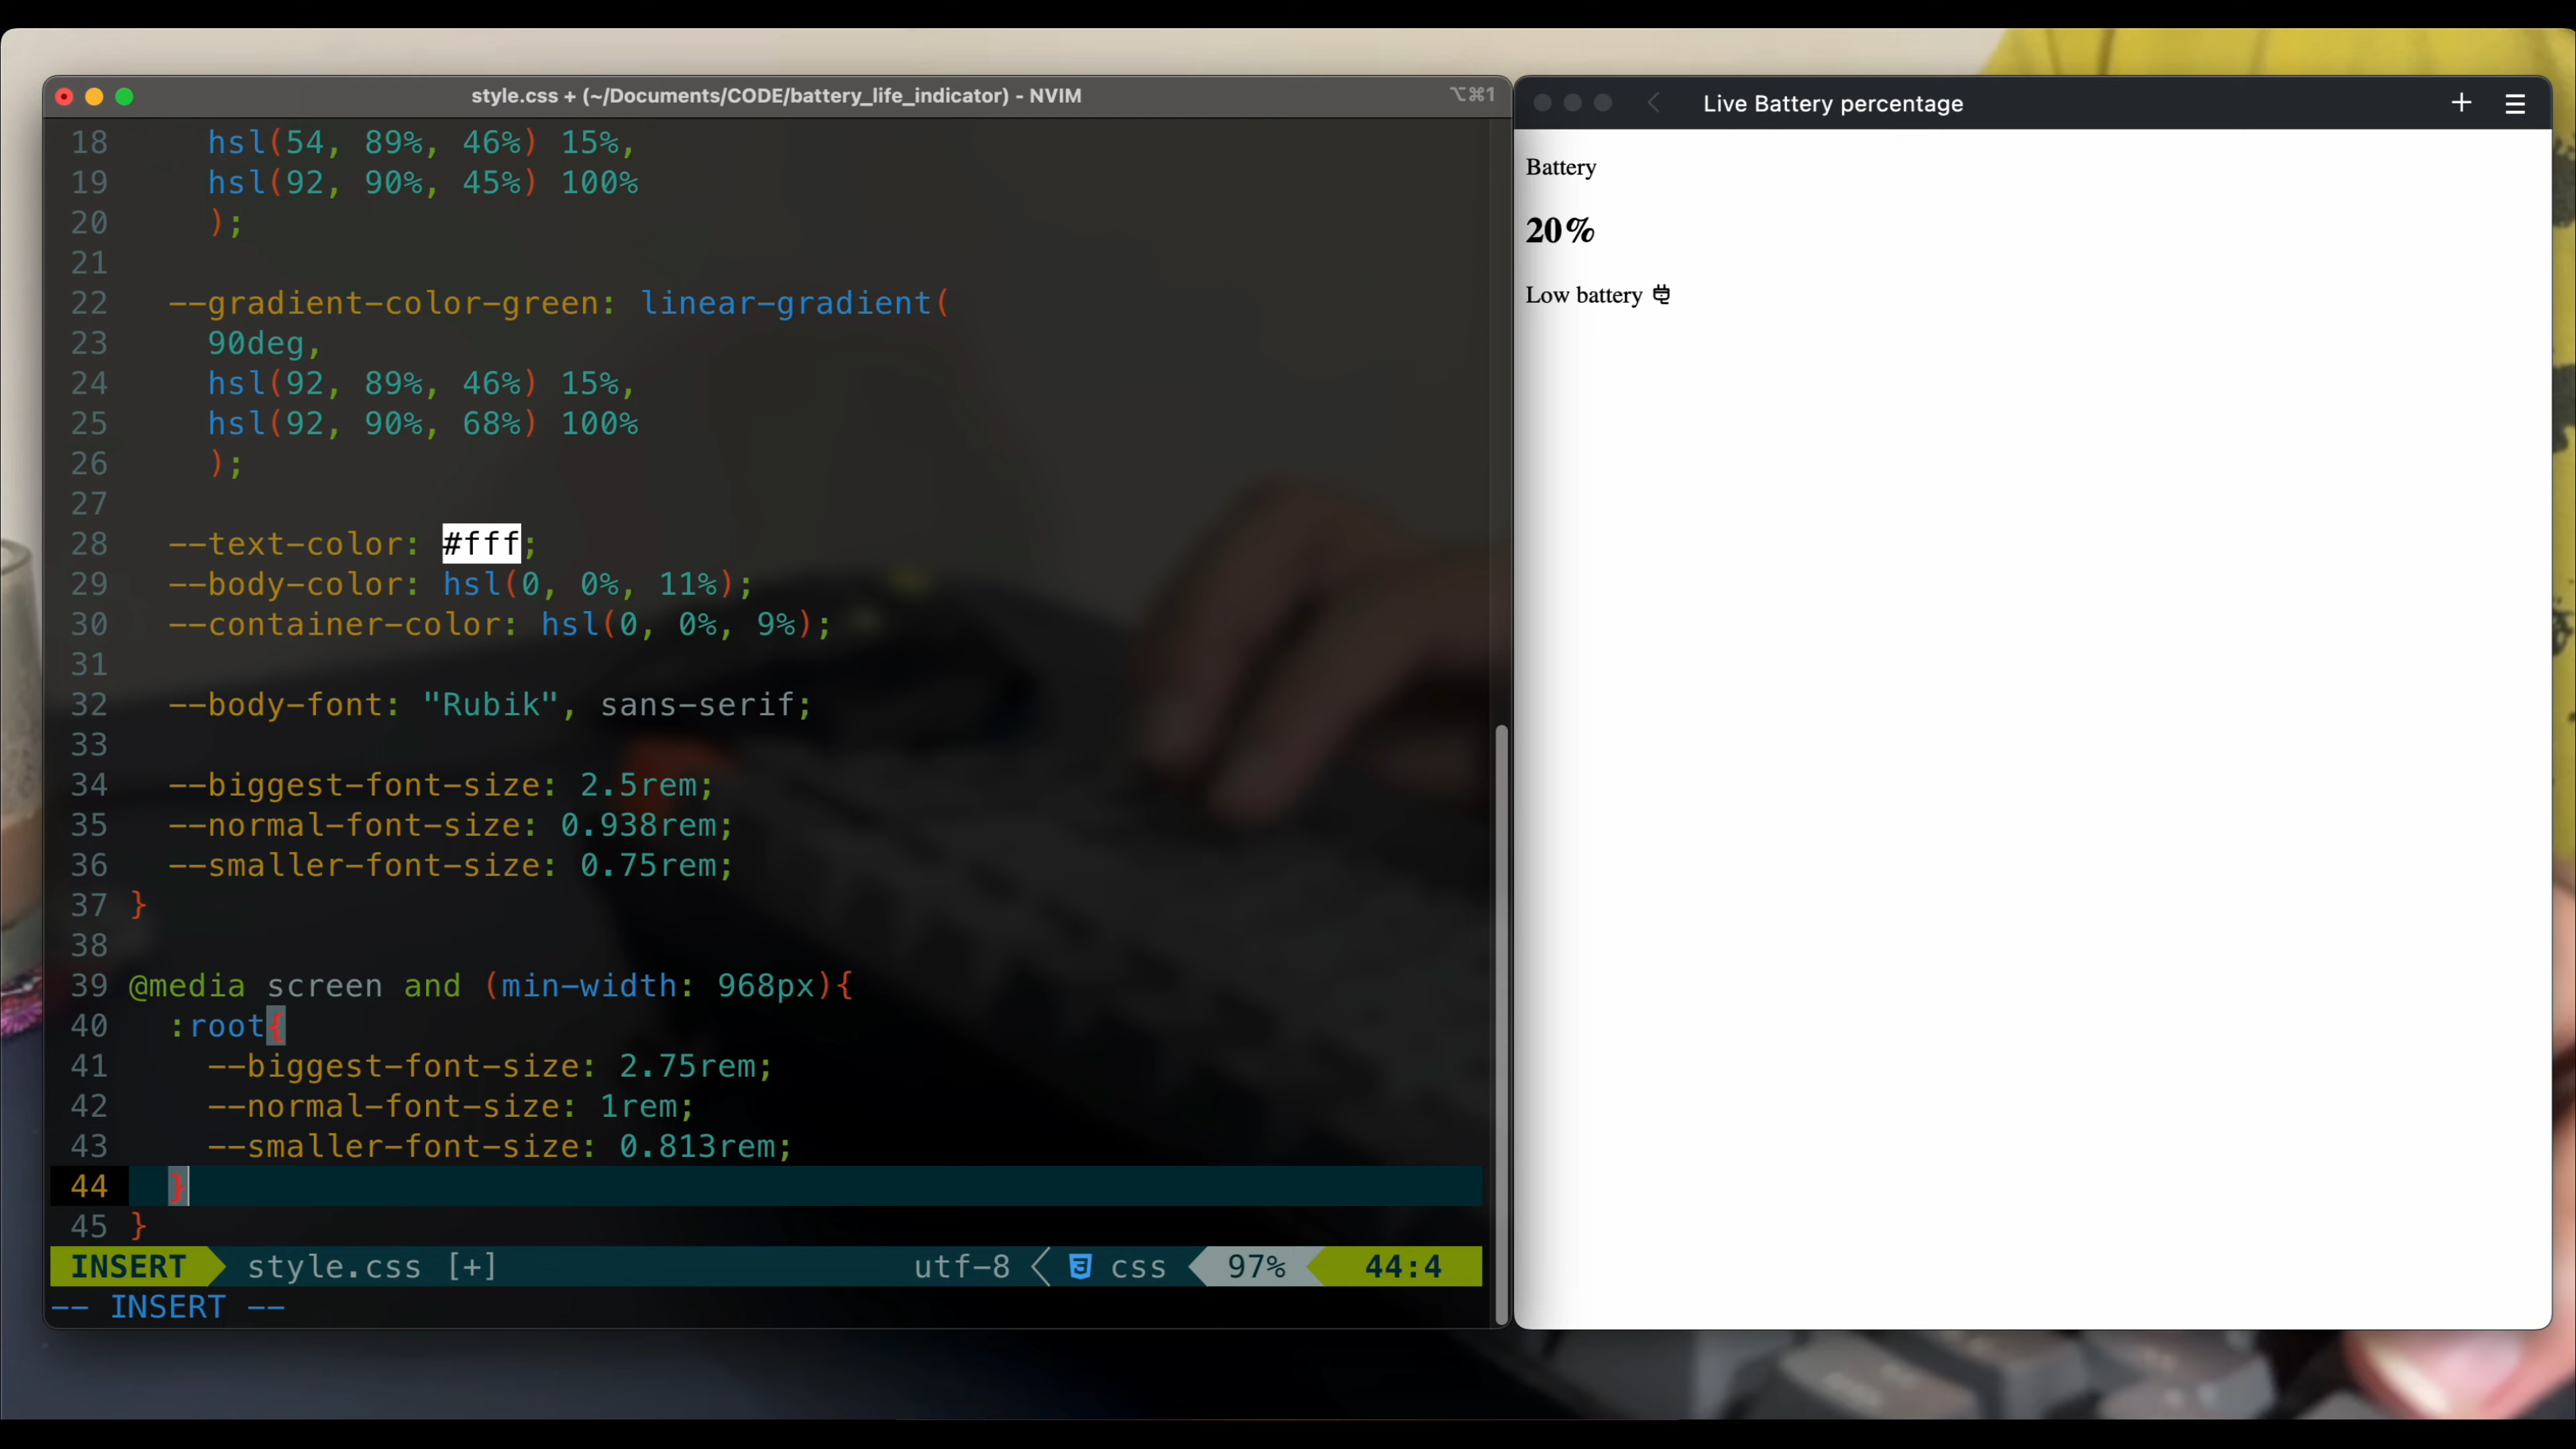 style.css + (~/Documents/CODE/battery_life_indicator) - NVIM
⌥⌘1
18 hsl(54, 89%, 46%) 15%,
19 hsl(92, 90%, 45%) 100%
20 );
21
22 --gradient-color-green: linear-gradient(
23 90deg,
24 hsl(92, 89%, 46%) 15%,
25 hsl(92, 90%, 68%) 100%
26 );
27
28 --text-color: #fff;
29 --body-color: hsl(0, 0%, 11%);
30 --container-color: hsl(0, 0%, 9%);
31
32 --body-font: "Rubik", sans-serif;
33
34 --biggest-font-size: 2.5rem;
35 --normal-font-size: 0.938rem;
36 --smaller-font-size: 0.75rem;
37 }
38
39 @media screen and (min-width: 968px){
40 :root{
41 --biggest-font-size: 2.75rem;
42 --normal-font-size: 1rem;
43 --smaller-font-size: 0.813rem;
44 }
45 }
INSERT style.css [+] utf-8 css 97% 44:4
-- INSERT --
Live Battery percentage
Battery
20%
Low battery